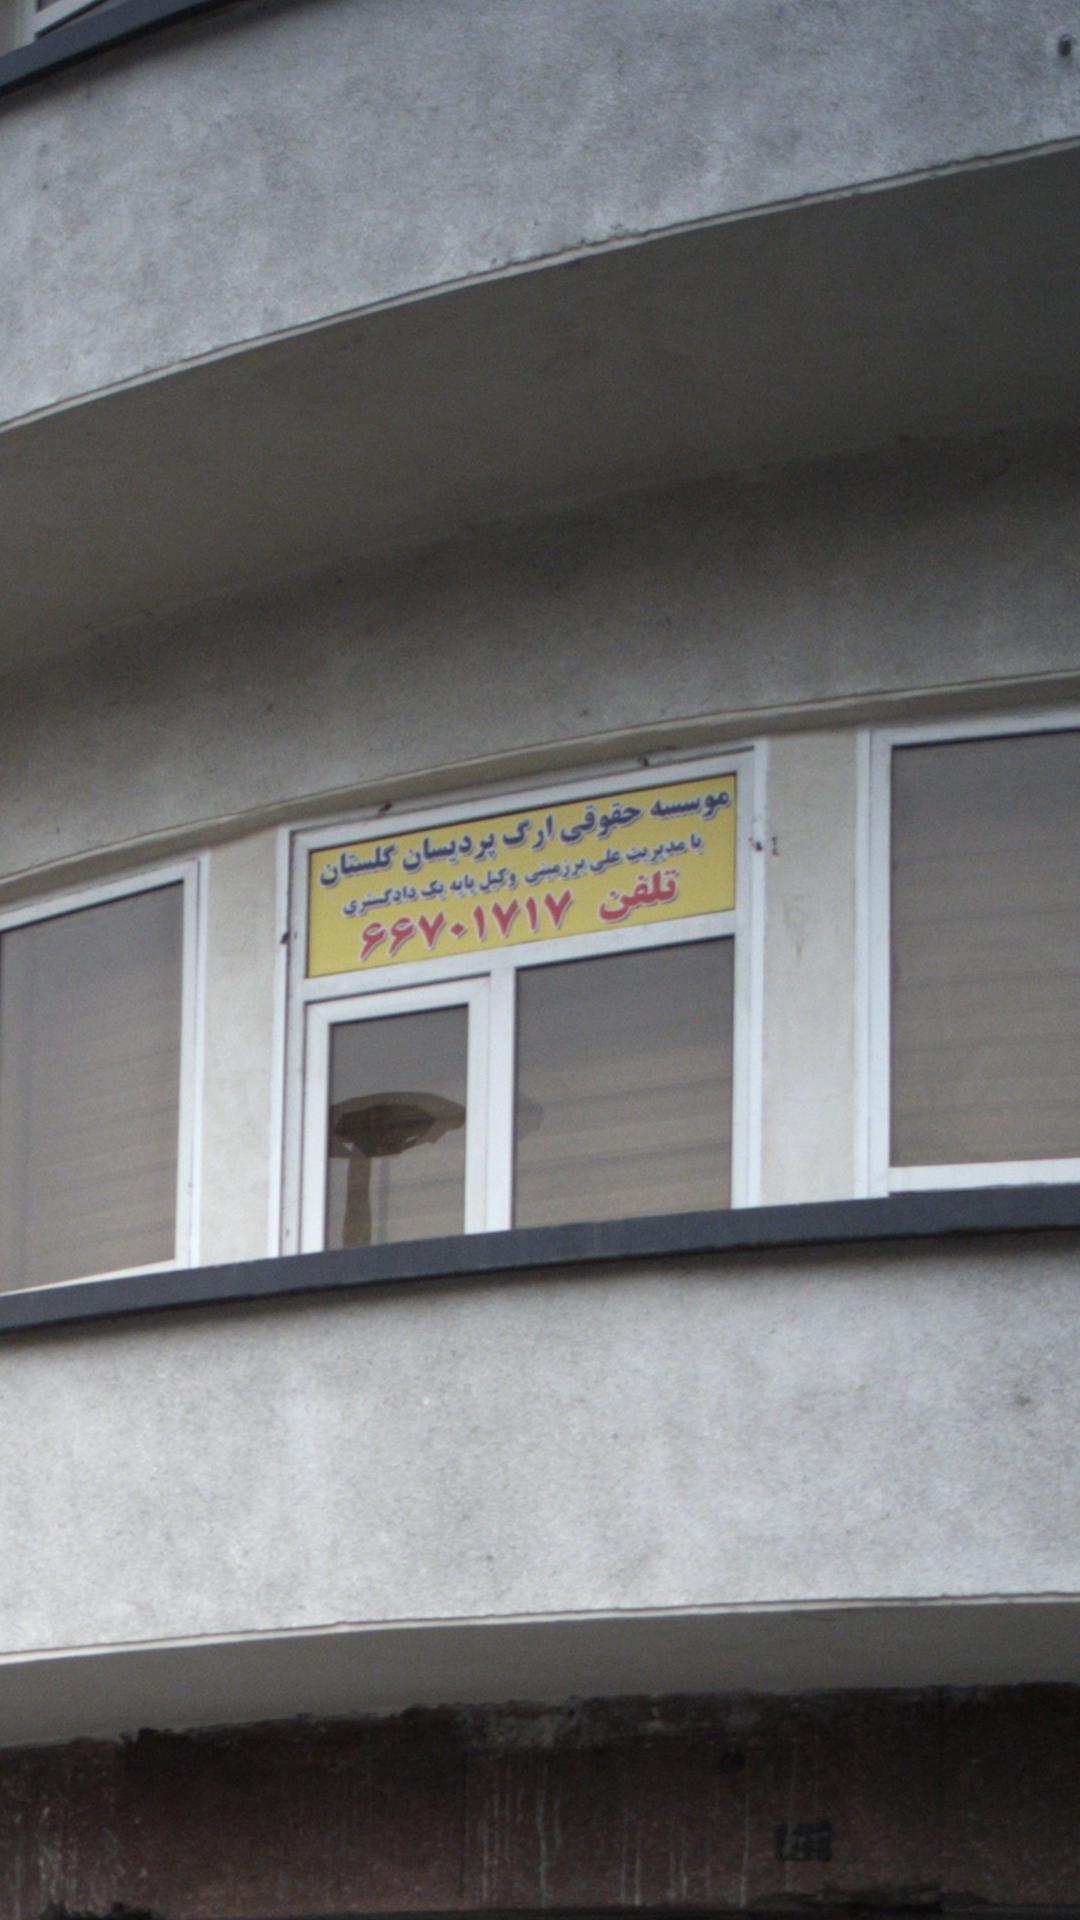 موسسه حقوقی ارگ پردیسان گلستان
با مدیریت علی برزمینی وکیل پایه یک دادگستری
تلفن ۶۶۷۰۱۷۱۷